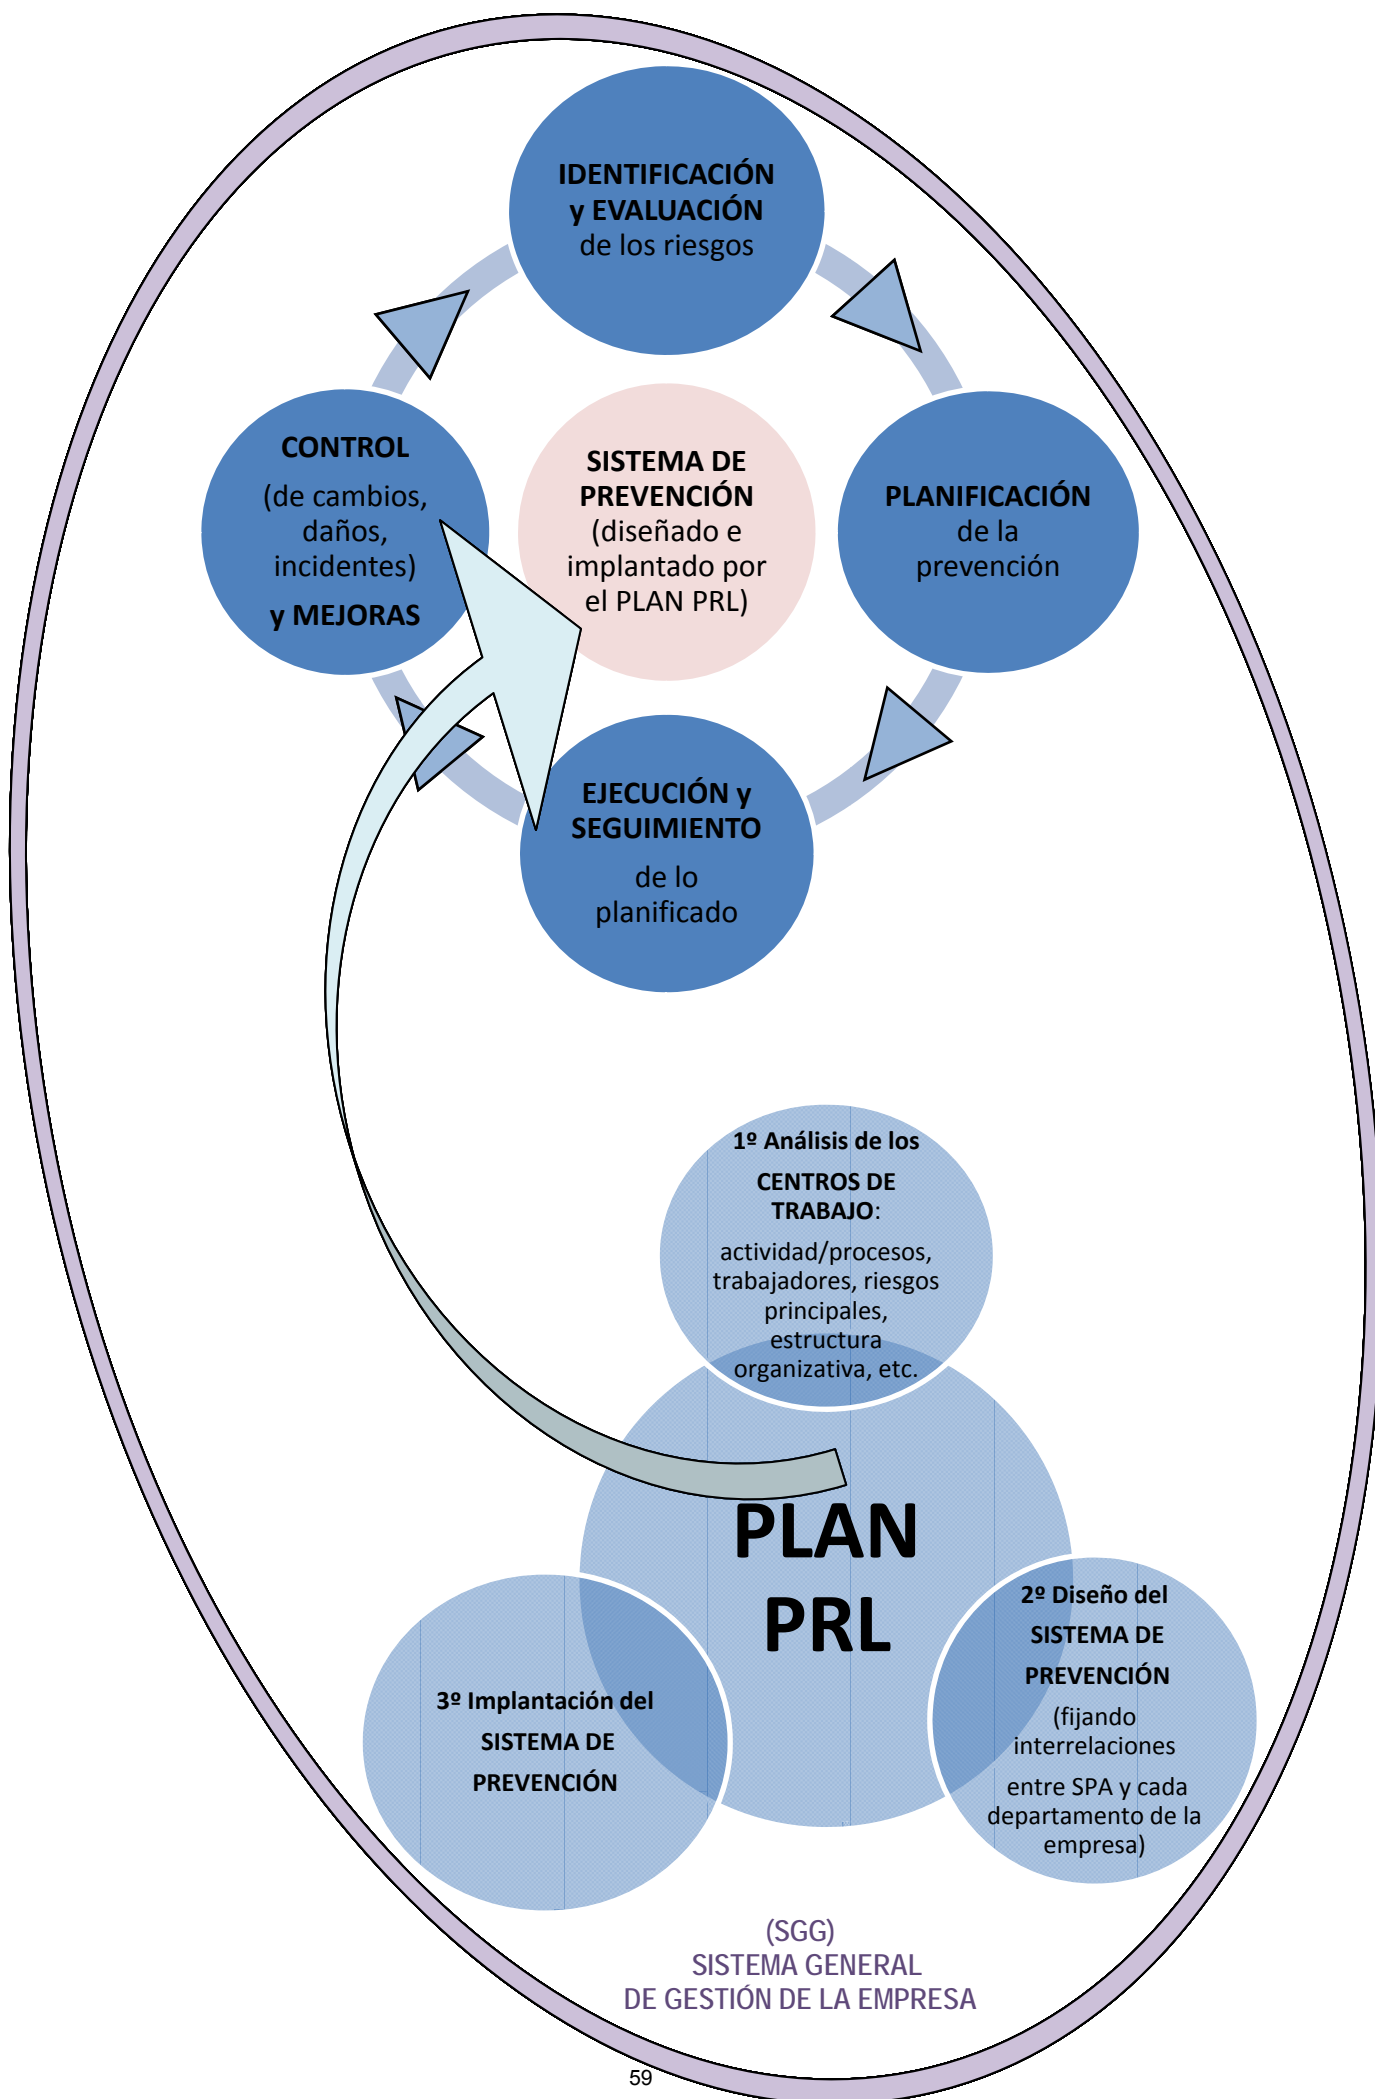 IDENTIFICACIÓN
y EVALUACIÓN
de los riesgos
CONTROL
(de cambios,
daños,
incidentes)
y MEJORAS
SISTEMA DE
PREVENCIÓN
(diseñado e
implantado por
el PLAN PRL)
PLANIFICACIÓN
de la
prevención
EJECUCIÓN y
SEGUIMIENTO
de lo
planificado
1º Análisis de los
CENTROS DE
TRABAJO:
actividad/procesos,
trabajadores, riesgos
principales,
estructura
organizativa, etc.
PLAN
PRL
2º Diseño del
SISTEMA DE
PREVENCIÓN
(fijando
interrelaciones
entre SPA y cada
departamento de la
empresa)
3º Implantación del
SISTEMA DE
PREVENCIÓN
(SGG)
SISTEMA GENERAL
DE GESTIÓN DE LA EMPRESA
59